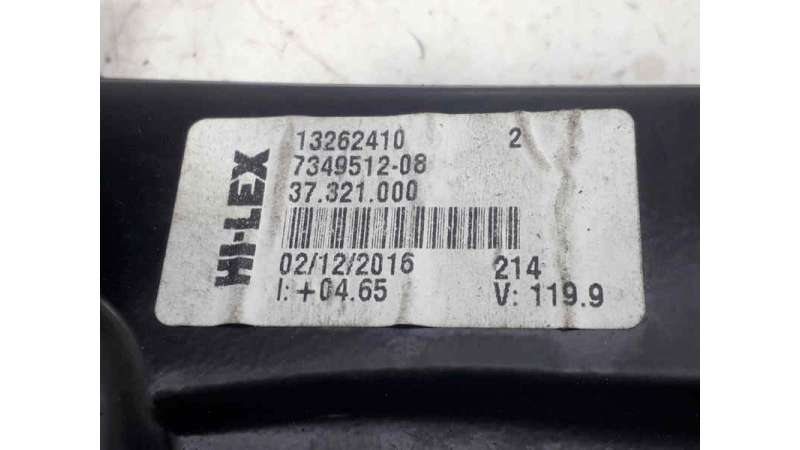 HI-LEX
13262410 2
7349512-08
37.321.000
02/12/2016 214
I: +04.65 V: 119.9